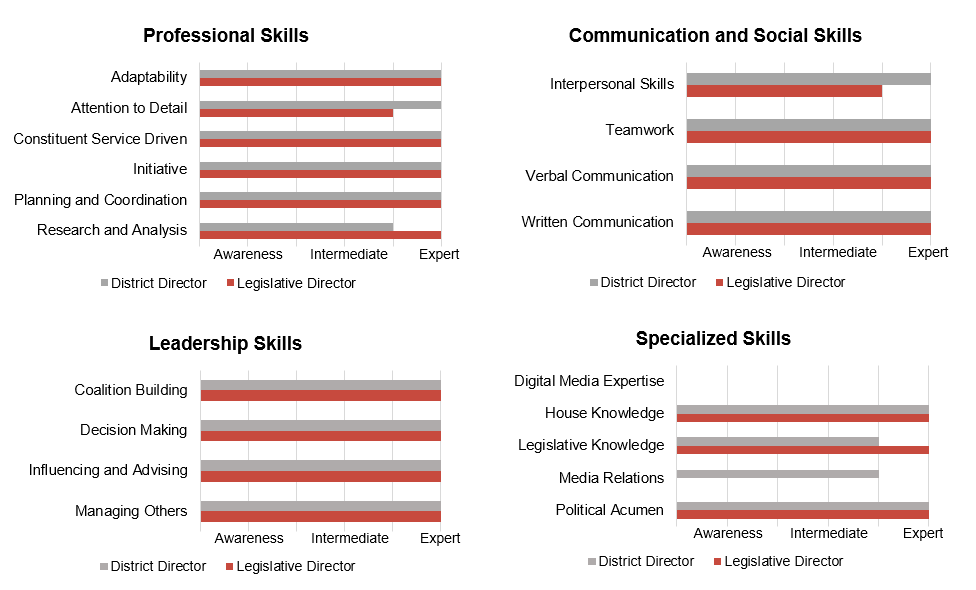 Professional Skills
Adaptability
Attention to Detail
Constituent Service Driven
Initiative
Planning and Coordination
Research and Analysis
Awareness Intermediate Expert
District Director Legislative Director
Communication and Social Skills
Interpersonal Skills
Teamwork
Verbal Communication
Written Communication
Awareness Intermediate Expert
District Director Legislative Director
Leadership Skills
Coalition Building
Decision Making
Influencing and Advising
Managing Others
Awareness Intermediate Expert
District Director Legislative Director
Specialized Skills
Digital Media Expertise
House Knowledge
Legislative Knowledge
Media Relations
Political Acumen
Awareness Intermediate Expert
District Director Legislative Director